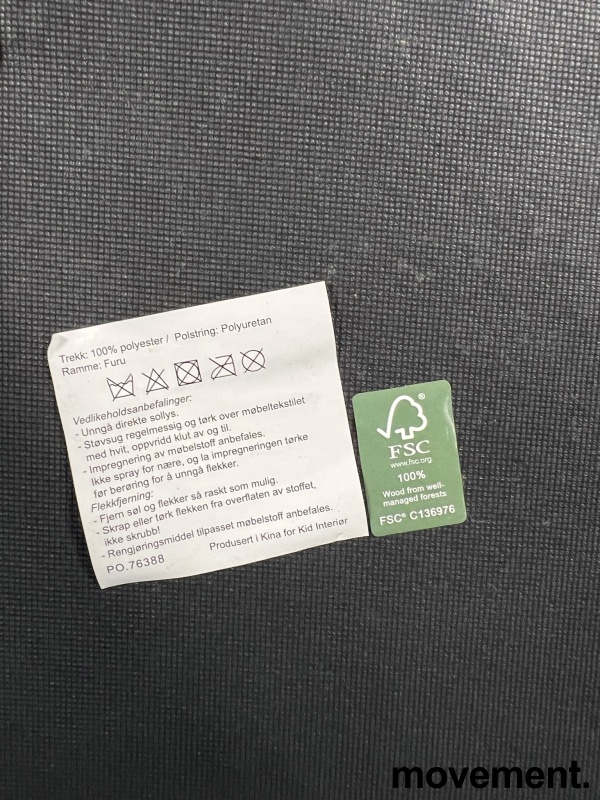 Trekk: 100% polyester / Polstring: Polyuretan
Ramme: Furu
Vedlikeholdsanbefalinger:
- Unngå direkte sollys.
- Støvsug regelmessig og tørk over møbeltekstilet
med hvit, oppvridd klut av og til.
- Impregnering av møbelstoff anbefales.
Ikke spray for nære, og la impregneringen tørke
før berøring for å unngå flekker.
Flekkfjerning:
- Fjern søl og flekker så raskt som mulig.
- Skrap eller tørk flekken fra overflaten av stoffet,
ikke skrubb!
- Rengjøringsmiddel tilpasset møbelstoff anbefales.
Produsert i Kina for Kid Interiør
PO.76388
FSC
www.fsc.org
100%
Wood from well-
managed forests
FSC® C136976
movement.